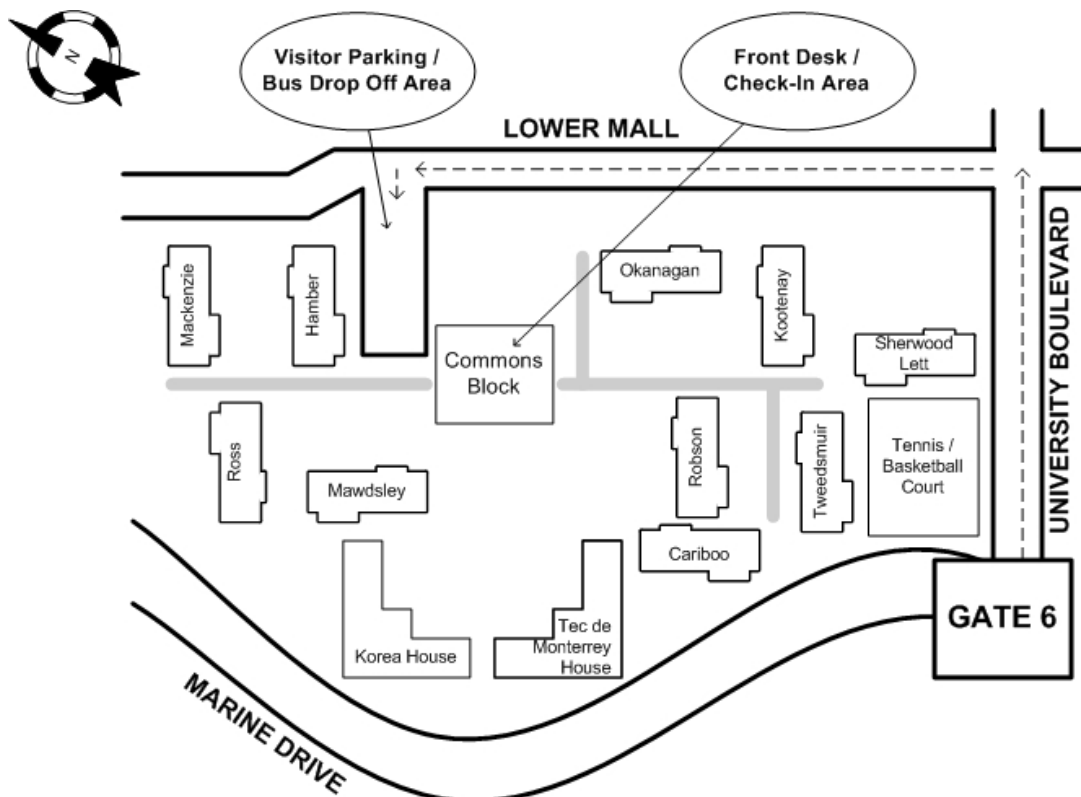 N
Visitor Parking /
Bus Drop Off Area
Front Desk /
Check-In Area
LOWER MALL
UNIVERSITY BOULEVARD
Mackenzie
Hamber
Okanagan
Kootenay
Commons
Block
Sherwood
Lett
Ross
Mawdsley
Robson
Tweedsmuir
Tennis /
Basketball
Court
Cariboo
Korea House
Tec de
Monterrey
House
GATE 6
MARINE DRIVE